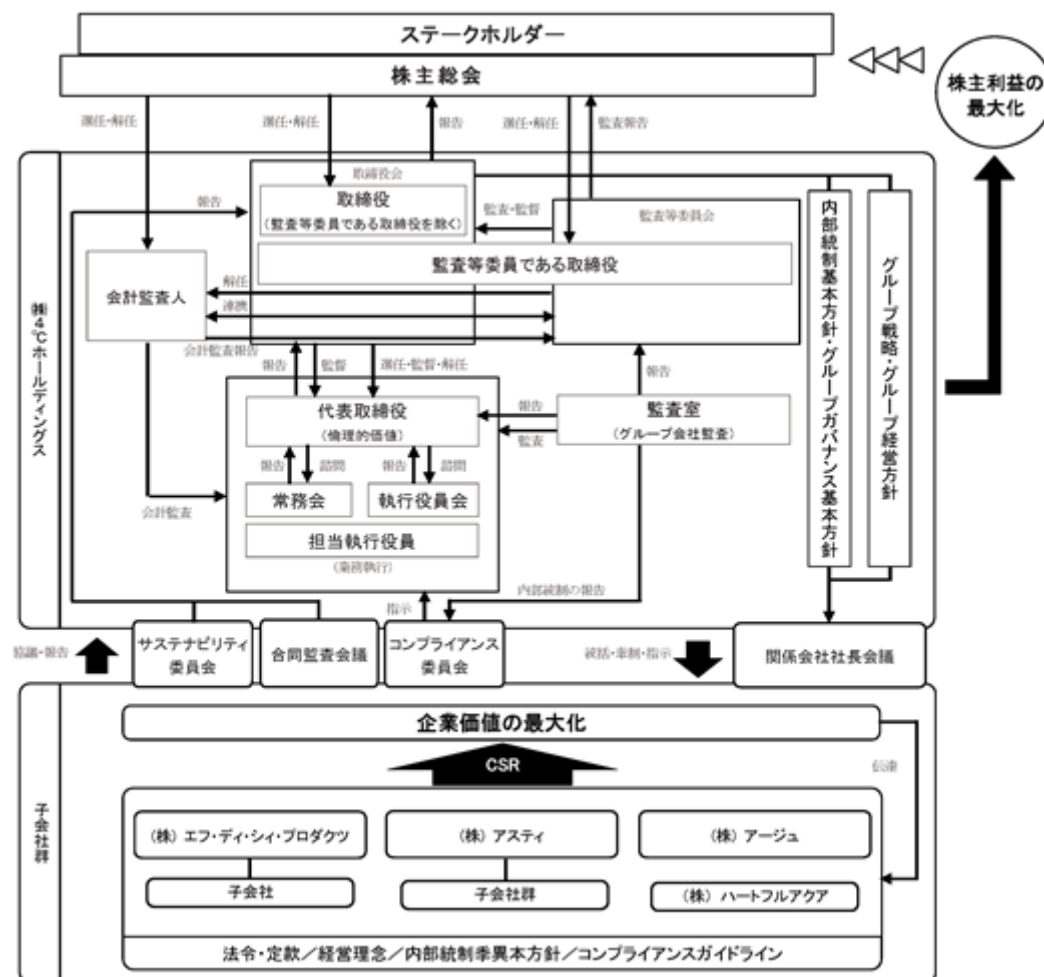 ステークホルダー
株主総会
株主利益の
最大化
選任・解任
選任・解任
報告
選任・解任
監査報告
取締役会
取締役
(監査等委員である取締役を除く)
報告
監査・監督
監査等委員会
監査等委員である取締役
会計監査人
解任
連携
会計監査報告
報告
監督
選任・監督・解任
報告
代表取締役
(倫理的価値)
報告
監査
監査室
(グループ会社監査)
報告
諮問
報告
諮問
常務会
執行役員会
会計監査
担当執行役員
(業務執行)
指示
内部統制の報告
内部統制基本方針・グループガバナンス基本方針
グループ戦略・グループ経営方針
㈱4℃ホールディングス
協議・報告
サステナビリティ
委員会
合同監査会議
コンプライアンス
委員会
統括・牽制・指示
関係会社社長会議
企業価値の最大化
CSR
伝達
子会社群
(株) エフ・ディ・シィ・プロダクツ
(株) アスティ
(株) アージュ
子会社
子会社群
(株) ハートフルアクア
法令・定款/経営理念/内部統制季異本方針/コンプライアンスガイドライン